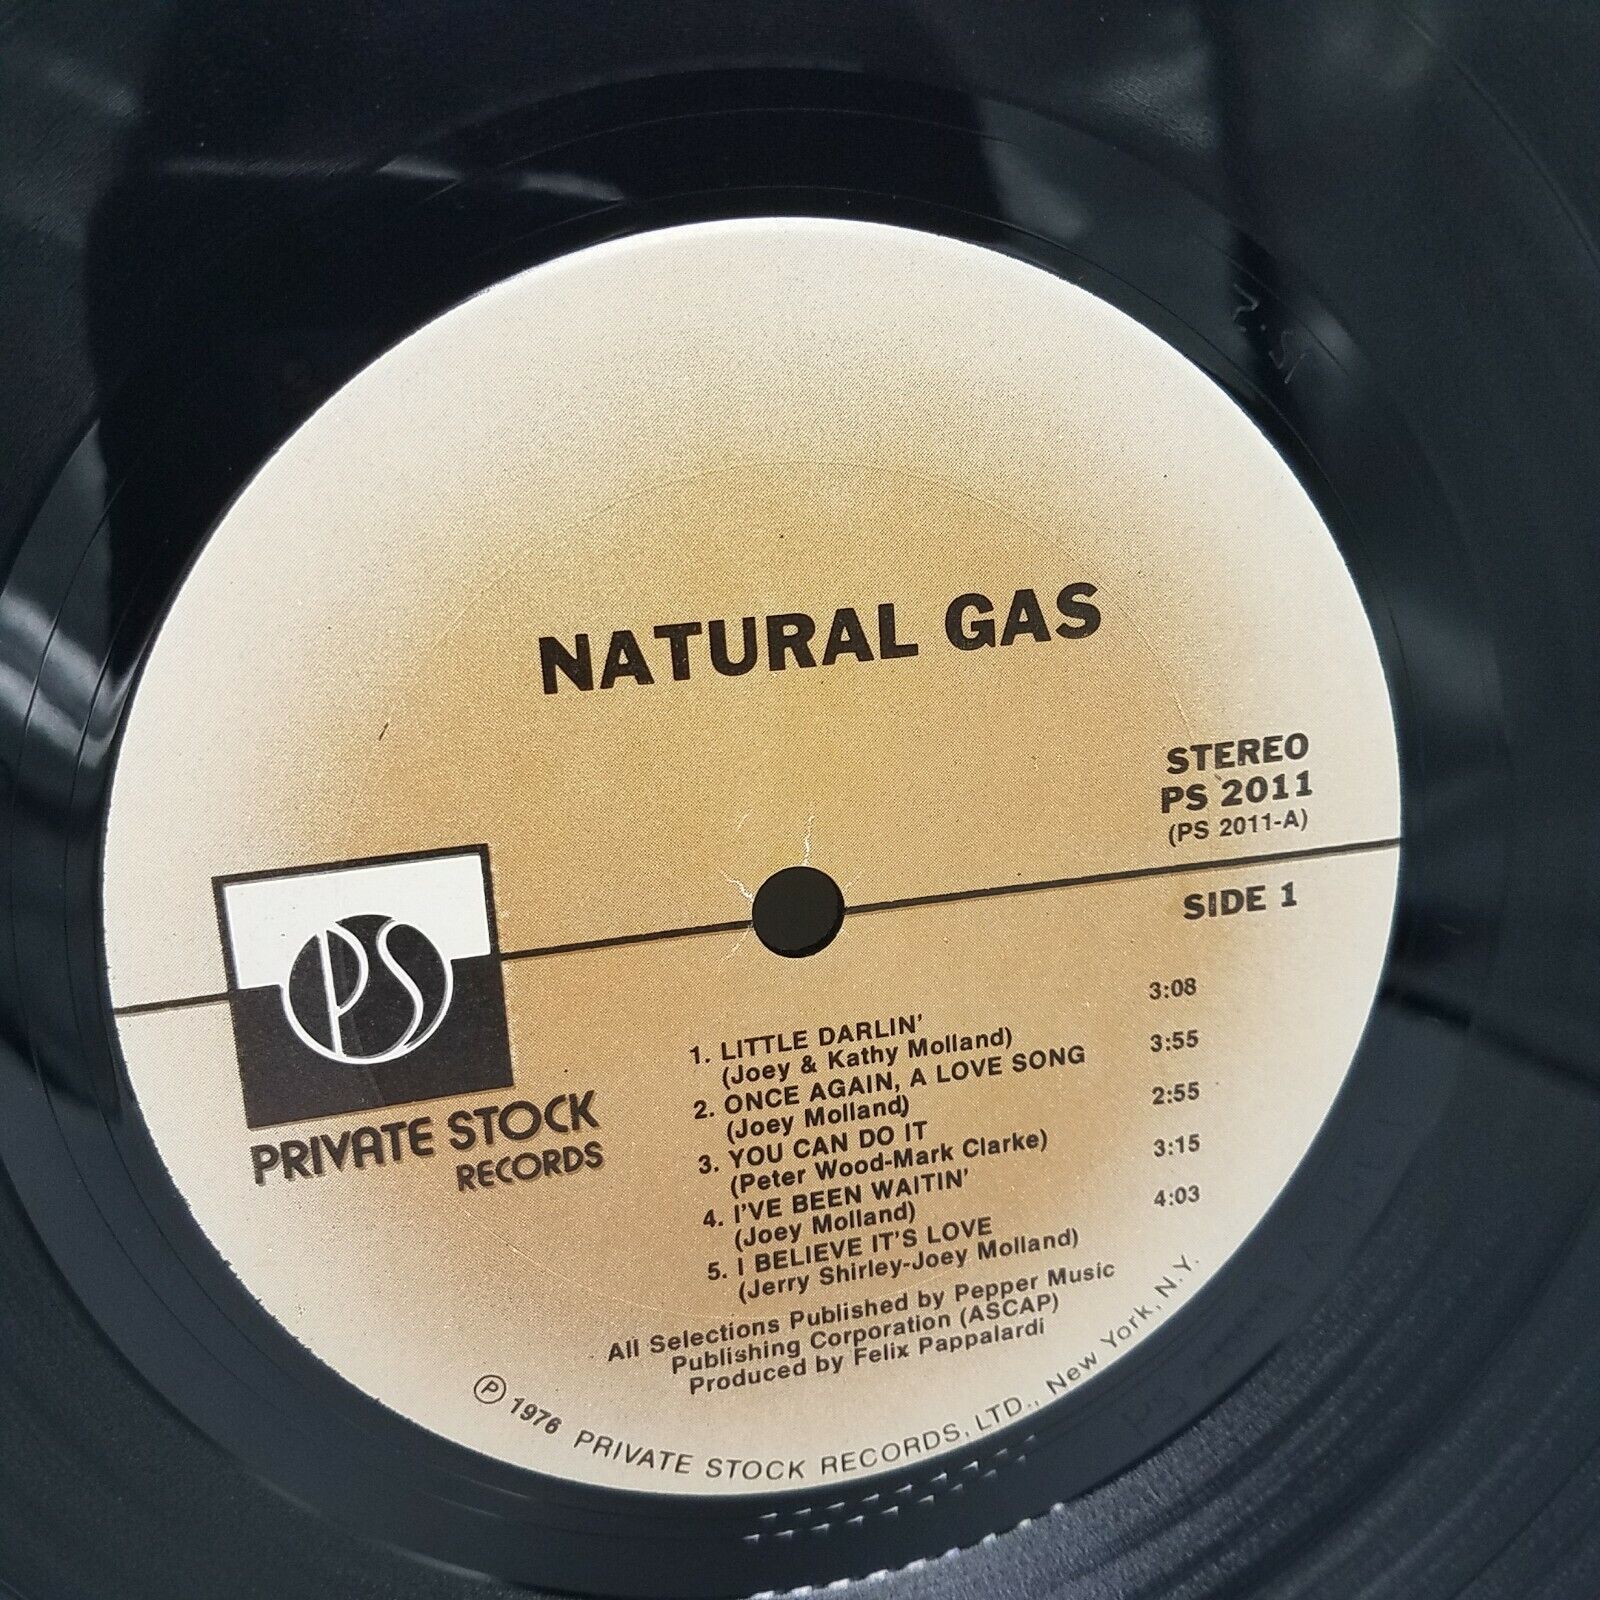 NATURAL GAS
STEREO
PS 2011
(PS 2011-A)
SIDE 1
PS
PRIVATE STOCK
RECORDS
1. LITTLE DARLIN' 3:08
(Joey & Kathy Molland)
2. ONCE AGAIN, A LOVE SONG 3:55
(Joey Molland)
3. YOU CAN DO IT 2:55
(Peter Wood-Mark Clarke)
4. I'VE BEEN WAITIN' 3:15
(Joey Molland)
5. I BELIEVE IT'S LOVE 4:03
(Jerry Shirley-Joey Molland)
All Selections Published by Pepper Music
Publishing Corporation (ASCAP)
Produced by Felix Pappalardi
Ⓟ 1976 PRIVATE STOCK RECORDS, LTD., New York, N.Y.